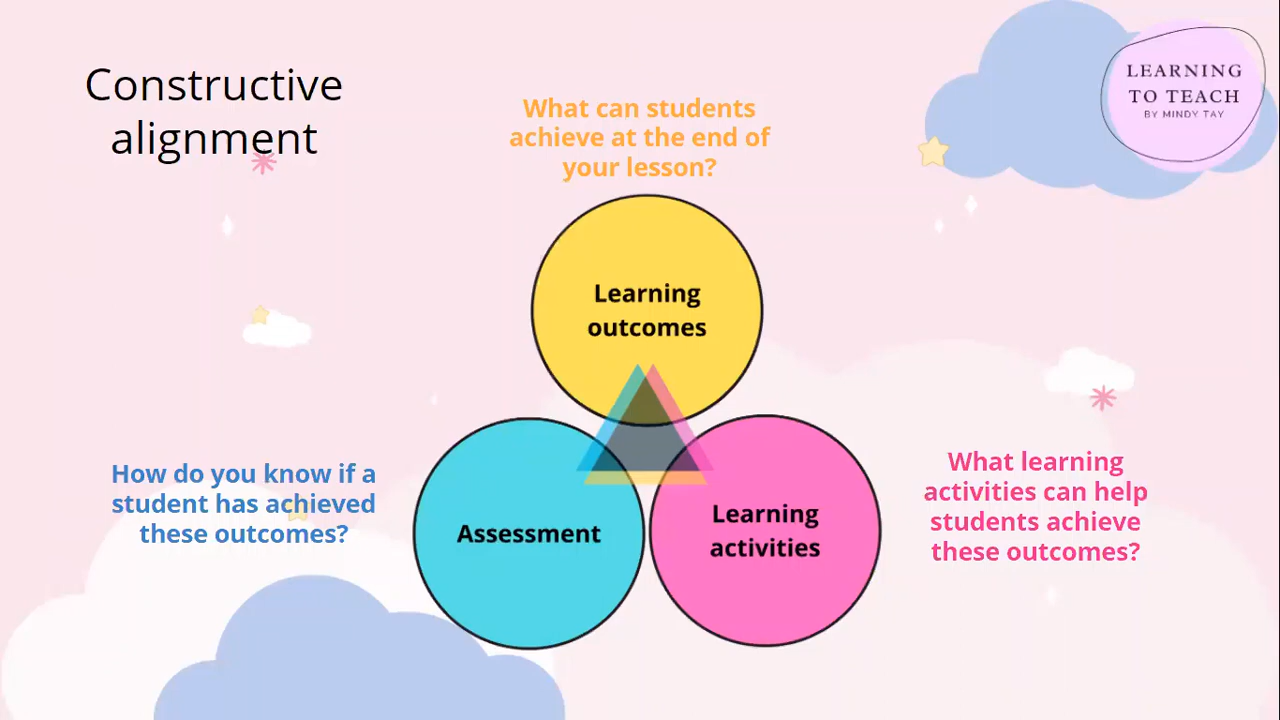 Constructive
alignment
LEARNING
TO TEACH
BY MINDY TAY
What can students
achieve at the end of
your lesson?
Learning
outcomes
How do you know if a
student has achieved
these outcomes?
Assessment
Learning
activities
What learning
activities can help
students achieve
these outcomes?